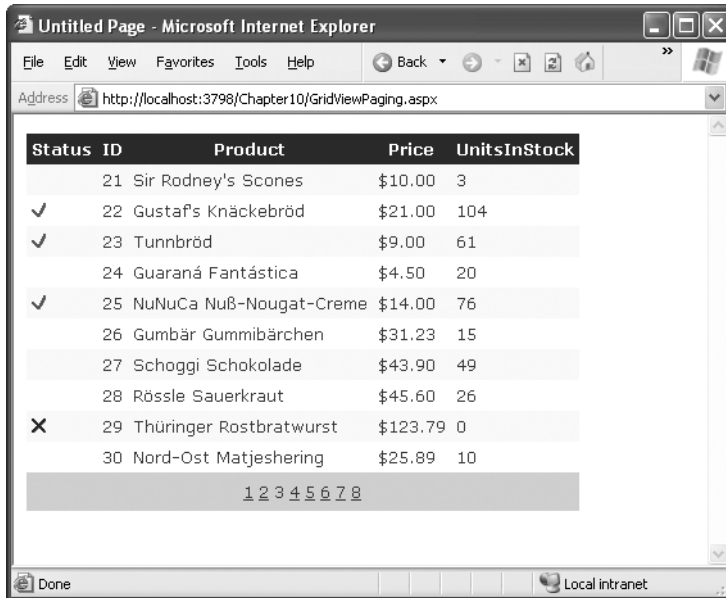 Untitled Page - Microsoft Internet Explorer
File Edit View Favorites Tools Help Back »
Address http://localhost:3798/Chapter10/GridViewPaging.aspx
Status ID Product Price UnitsInStock
21 Sir Rodney's Scones $10.00 3
22 Gustaf's Knäckebröd $21.00 104
23 Tunnbröd $9.00 61
24 Guaraná Fantástica $4.50 20
25 NuNuCa Nuß-Nougat-Creme $14.00 76
26 Gumbär Gummibärchen $31.23 15
27 Schoggi Schokolade $43.90 49
28 Rössle Sauerkraut $45.60 26
29 Thüringer Rostbratwurst $123.79 0
30 Nord-Ost Matjeshering $25.89 10
1 2 3 4 5 6 7 8
Done Local intranet